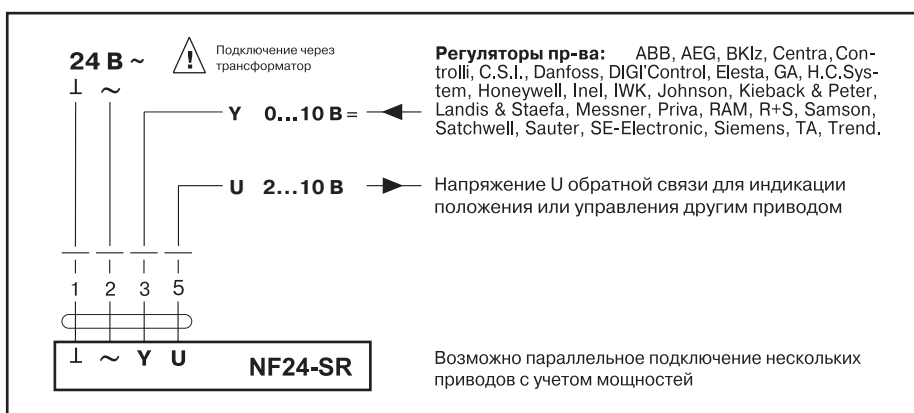 24 В ~
Подключение через
трансформатор
⊥ ~
Y 0...10 В =
U 2...10 В
Регуляторы пр-ва: ABB, AEG, BKIz, Centra, Con-
trolli, C.S.I., Danfoss, DIGI'Control, Elesta, GA, H.C.Sys-
tem, Honeywell, Inel, IWK, Johnson, Kieback & Peter,
Landis & Staefa, Messner, Priva, RAM, R+S, Samson,
Satchwell, Sauter, SE-Electronic, Siemens, TA, Trend.
Напряжение U обратной связи для индикации
положения или управления другим приводом
1 2 3 5
⊥ ~ Y U
NF24-SR
Возможно параллельное подключение нескольких
приводов с учетом мощностей